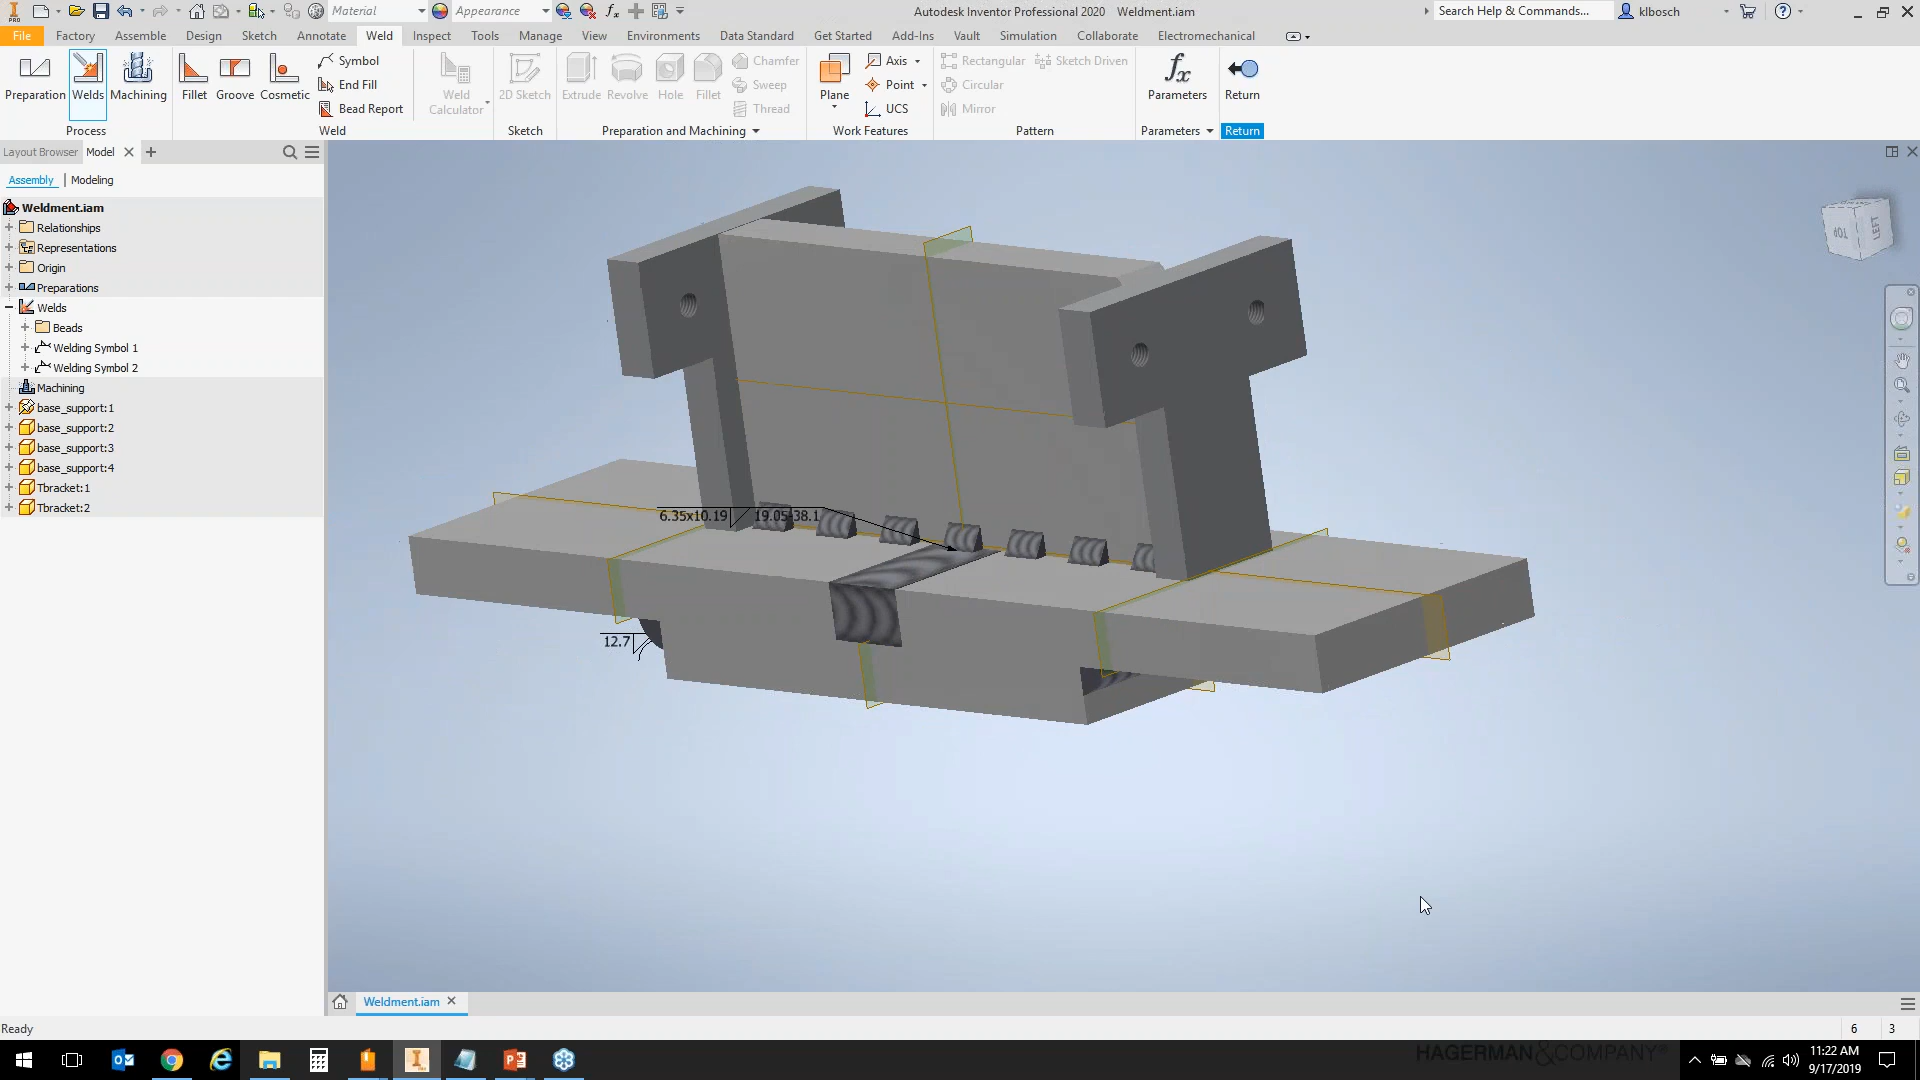 PRO
Material
Appearance
Autodesk Inventor Professional 2020 Weldment.iam
Search Help & Commands...
klbosch
File Factory Assemble Design Sketch Annotate Weld Inspect Tools Manage View Environments Data Standard Get Started Add-Ins Vault Simulation Collaborate Electromechanical
Preparation
Welds
Machining
Process
Fillet
Groove
Cosmetic
Symbol
End Fill
Bead Report
Weld
Weld Calculator
2D Sketch
Sketch
Extrude
Revolve
Hole
Fillet
Chamfer
Sweep
Thread
Preparation and Machining
Plane
Axis
Point
UCS
Work Features
Rectangular
Sketch Driven
Circular
Mirror
Pattern
fx
Parameters
Parameters
Return
Return
Layout Browser Model
Assembly | Modeling
Weldment.iam
Relationships
Representations
Origin
Preparations
Welds
Beads
Welding Symbol 1
Welding Symbol 2
Machining
base_support:1
base_support:2
base_support:3
base_support:4
Tbracket:1
Tbracket:2
TOP LEFT
6.35x10.19 19.05-38.1
12.7
Weldment.iam
Ready
6 3
HAGERMAN&COMPANY
11:22 AM
9/17/2019